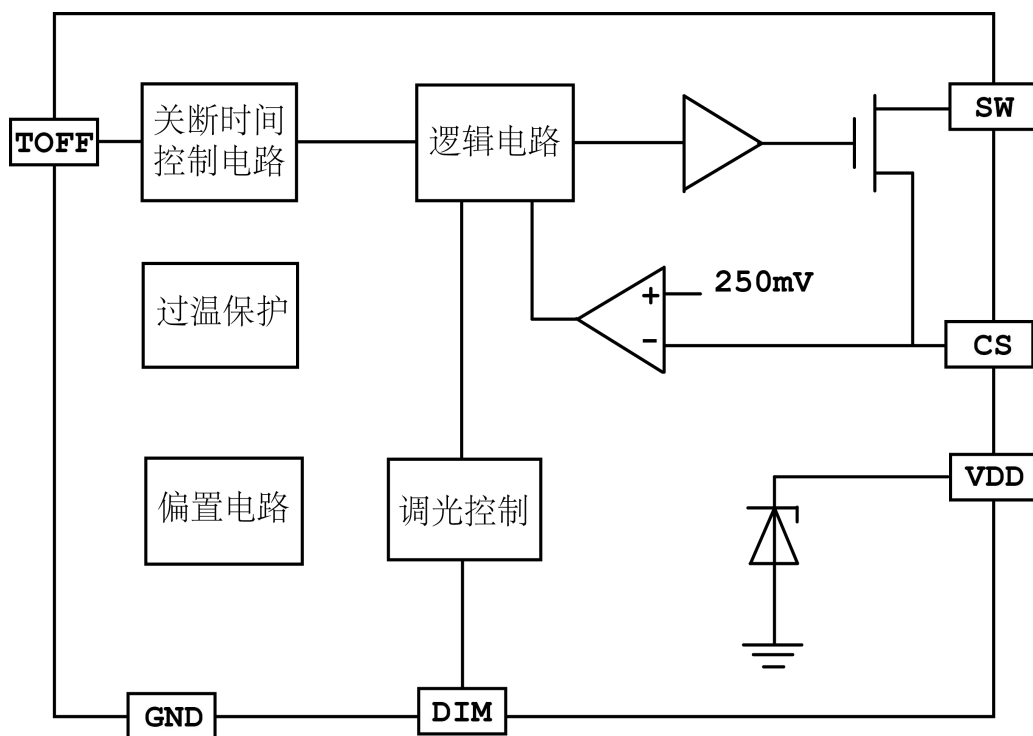 TOFF
关断时间
控制电路
逻辑电路
SW
过温保护
+ 250mV
-
CS
偏置电路
调光控制
VDD
GND
DIM